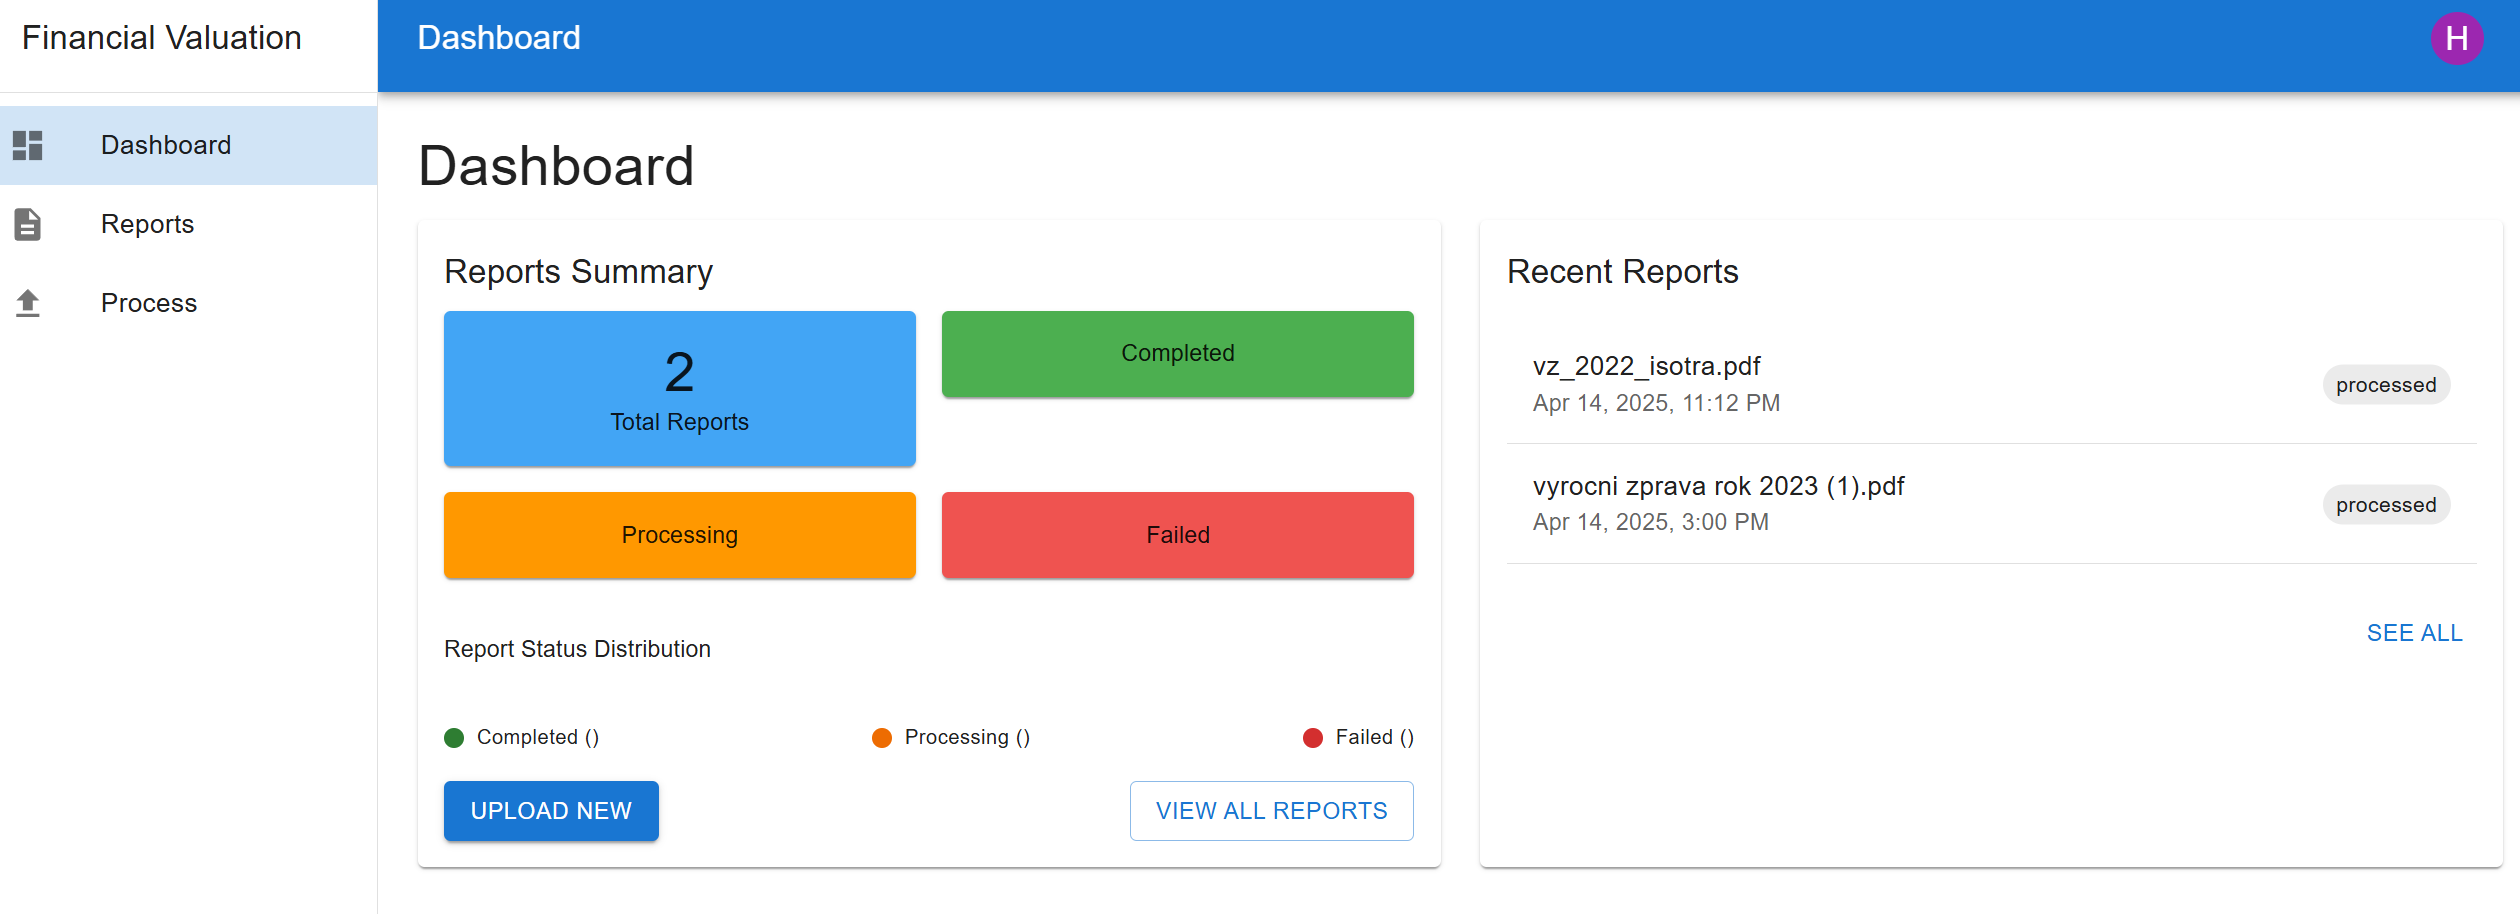 Financial Valuation
Dashboard
H
Dashboard
Reports
Process
Dashboard
Reports Summary
2
Total Reports
Completed
Processing
Failed
Report Status Distribution
Completed ()
Processing ()
Failed ()
UPLOAD NEW
VIEW ALL REPORTS
Recent Reports
vz_2022_isotra.pdf
Apr 14, 2025, 11:12 PM
processed
vyrocni zprava rok 2023 (1).pdf
Apr 14, 2025, 3:00 PM
processed
SEE ALL